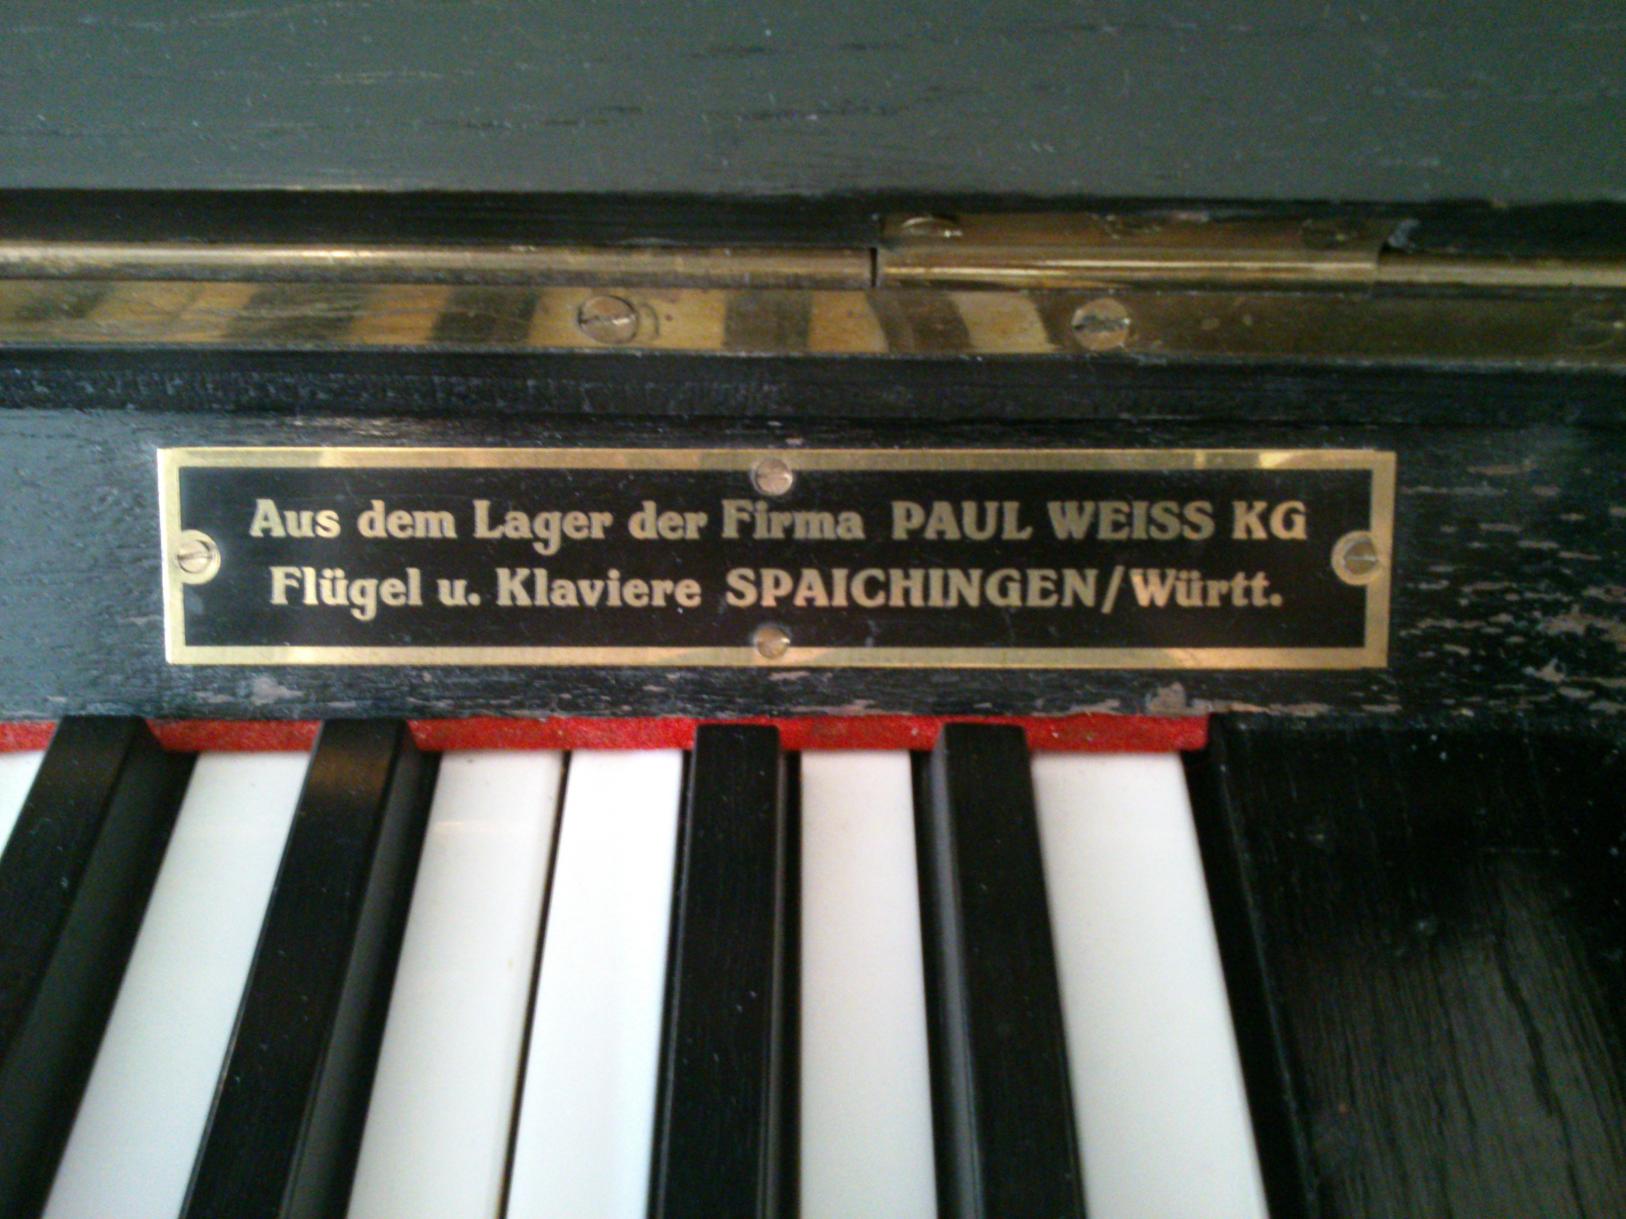 Aus dem Lager der Firma PAUL WEISS KG
Flügel u. Klaviere SPAICHINGEN/Württ.